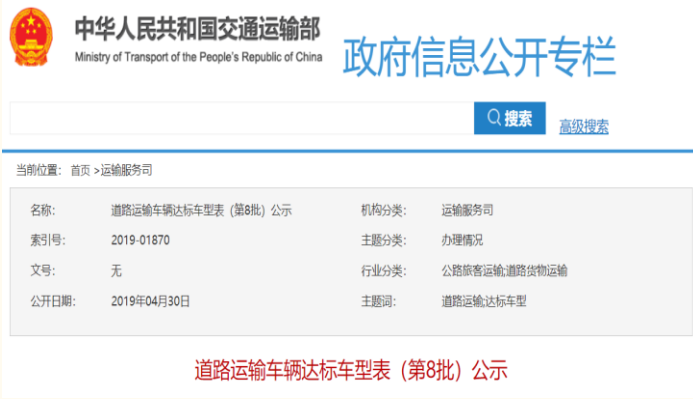 中华人民共和国交通运输部
Ministry of Transport of the People's Republic of China
政府信息公开专栏
搜索
高级搜索
当前位置： 首页 >运输服务司
名称： 道路运输车辆达标车型表（第8批）公示 机构分类： 运输服务司
索引号： 2019-01870 主题分类： 办理情况
文号： 无 行业分类： 公路旅客运输;道路货物运输
公开日期： 2019年04月30日 主题词： 道路运输;达标车型
道路运输车辆达标车型表（第8批）公示